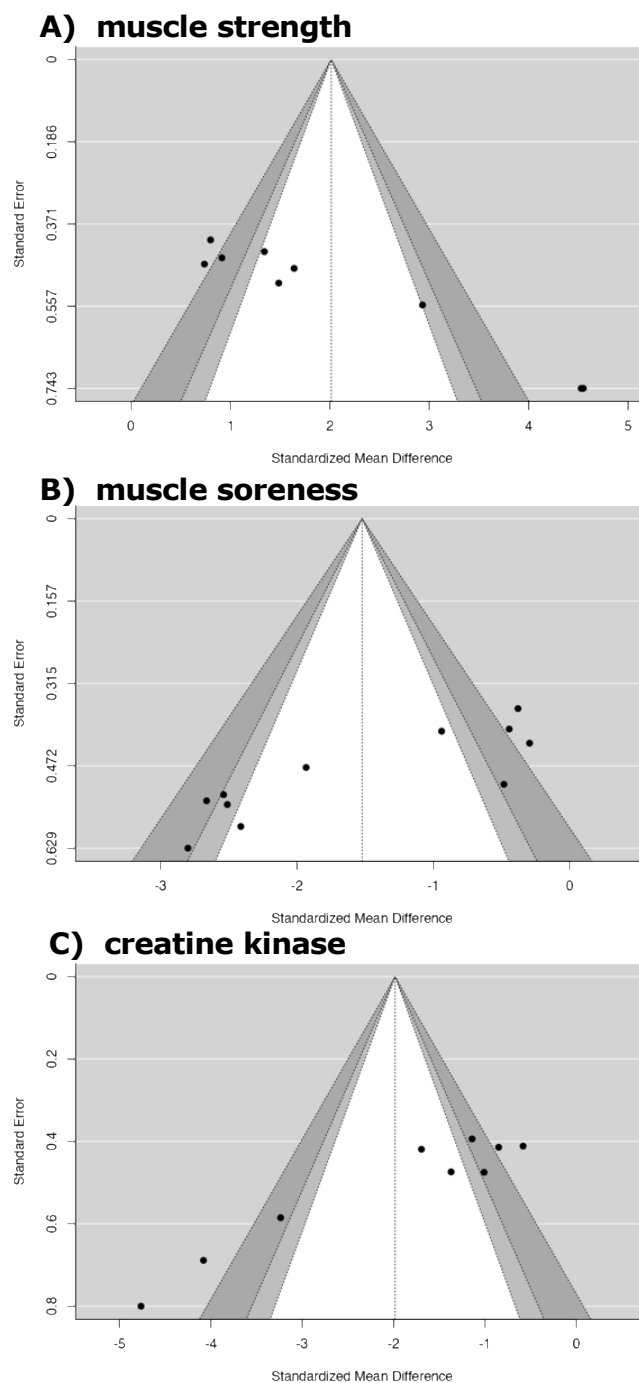 A) muscle strength
0
0.186
0.371
0.557
0.743
Standard Error
0 1 2 3 4 5
Standardized Mean Difference
B) muscle soreness
0
0.157
0.315
0.472
0.629
Standard Error
-3 -2 -1 0
Standardized Mean Difference
C) creatine kinase
0
0.2
0.4
0.6
0.8
Standard Error
-5 -4 -3 -2 -1 0
Standardized Mean Difference